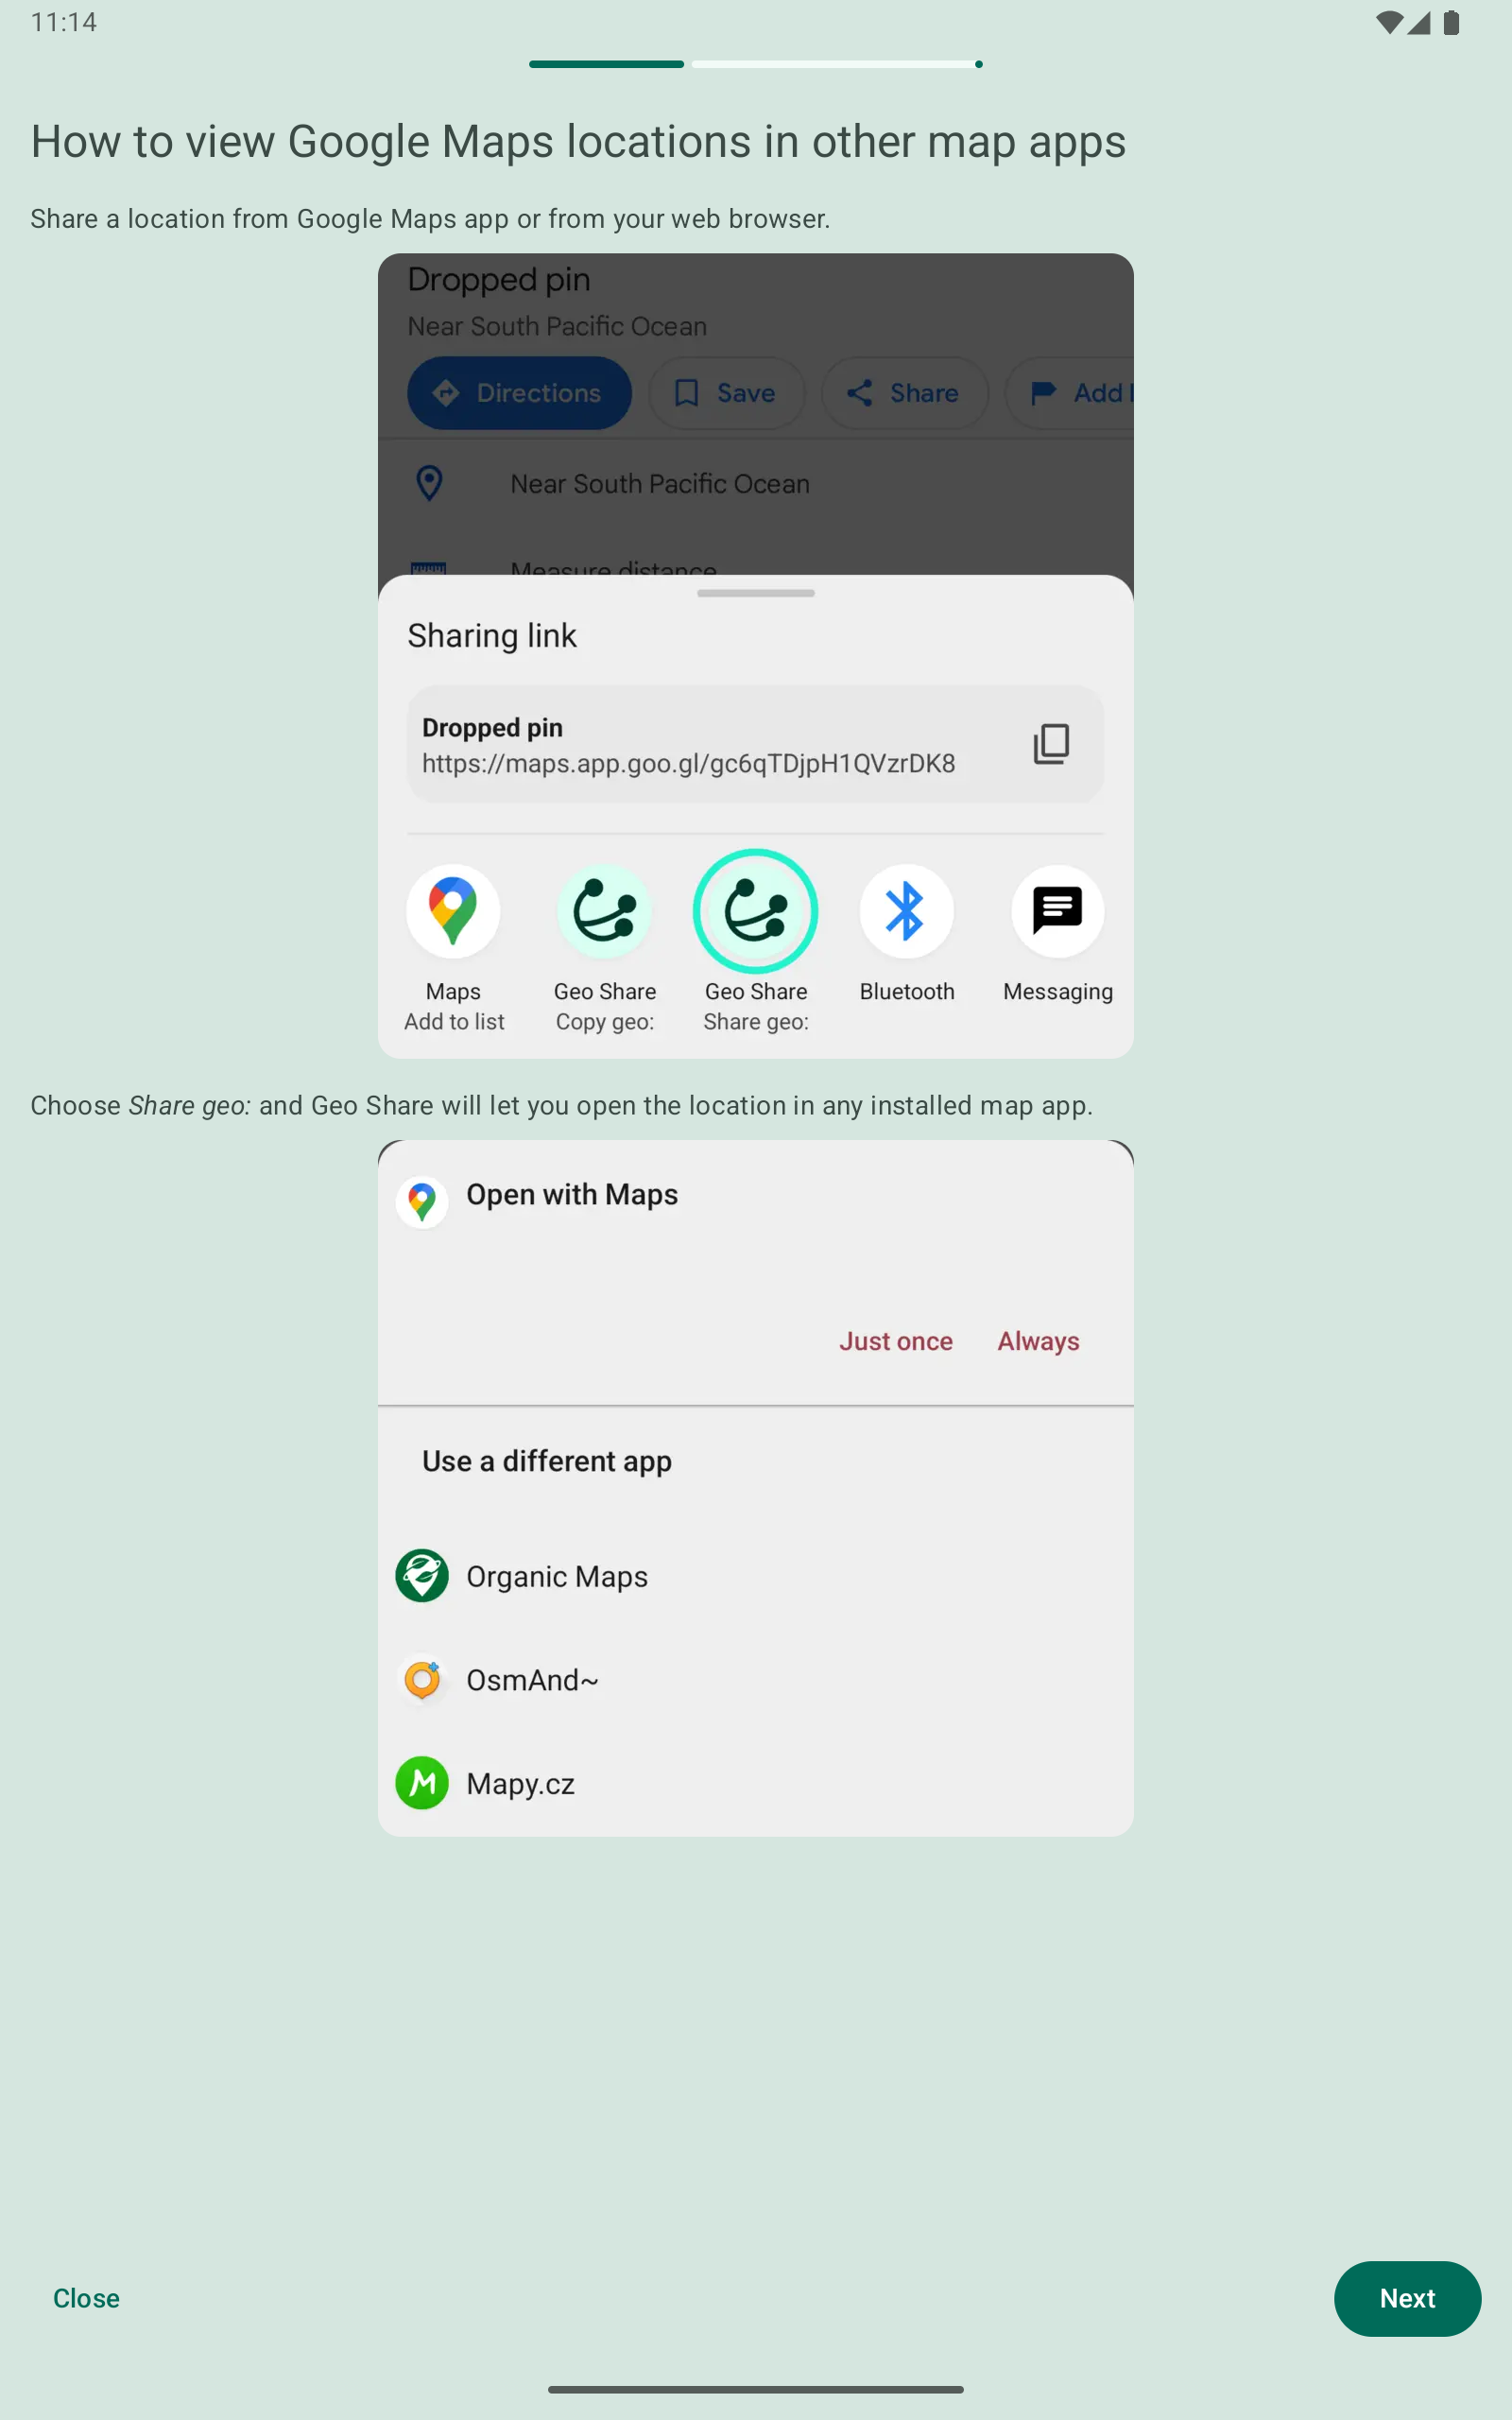 11:14
How to view Google Maps locations in other map apps
Share a location from Google Maps app or from your web browser.
Dropped pin
Near South Pacific Ocean
Directions
Save
Share
Add
Near South Pacific Ocean
Measure distance
Sharing link
Dropped pin
https://maps.app.goo.gl/gc6qTDjpH1QVzrDK8
Maps
Add to list
Geo Share
Copy geo:
Geo Share
Share geo:
Bluetooth
Messaging
Choose Share geo: and Geo Share will let you open the location in any installed map app.
Open with Maps
Just once
Always
Use a different app
Organic Maps
OsmAnd~
Mapy.cz
Close
Next